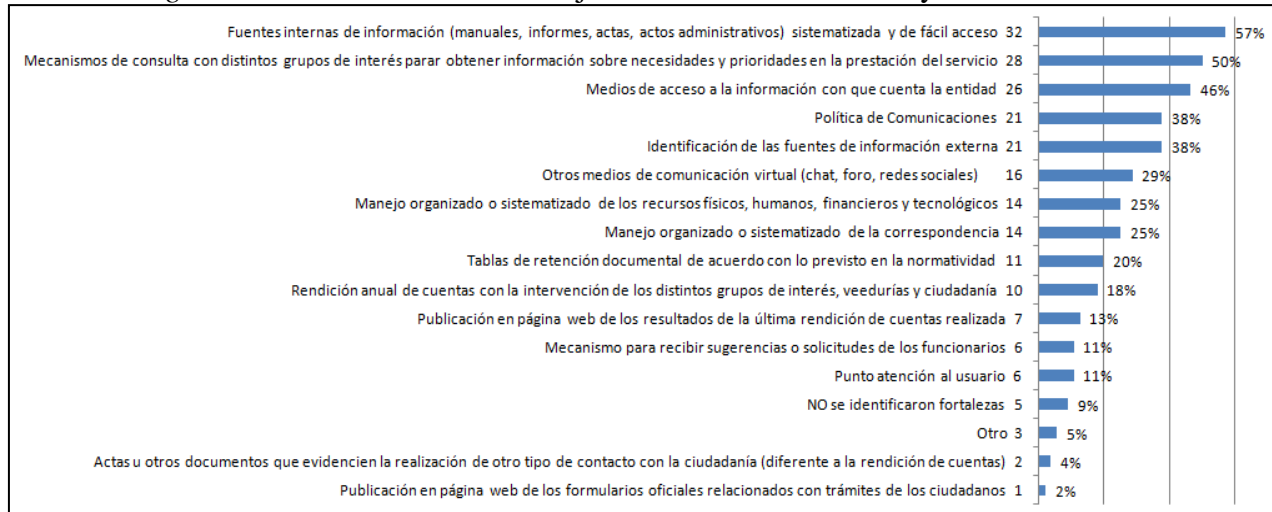 Fuentes internas de información (manuales, informes, actas, actos administrativos) sistematizada y de fácil acceso 32 57%
Mecanismos de consulta con distintos grupos de interés parar obtener información sobre necesidades y prioridades en la prestación del servicio 28 50%
Medios de acceso a la información con que cuenta la entidad 26 46%
Política de Comunicaciones 21 38%
Identificación de las fuentes de información externa 21 38%
Otros medios de comunicación virtual (chat, foro, redes sociales) 16 29%
Manejo organizado o sistematizado de los recursos físicos, humanos, financieros y tecnológicos 14 25%
Manejo organizado o sistematizado de la correspondencia 14 25%
Tablas de retención documental de acuerdo con lo previsto en la normatividad 11 20%
Rendición anual de cuentas con la intervención de los distintos grupos de interés, veedurías y ciudadanía 10 18%
Publicación en página web de los resultados de la última rendición de cuentas realizada 7 13%
Mecanismo para recibir sugerencias o solicitudes de los funcionarios 6 11%
Punto atención al usuario 6 11%
NO se identificaron fortalezas 5 9%
Otro 3 5%
Actas u otros documentos que evidencien la realización de otro tipo de contacto con la ciudadanía (diferente a la rendición de cuentas) 2 4%
Publicación en página web de los formularios oficiales relacionados con trámites de los ciudadanos 1 2%